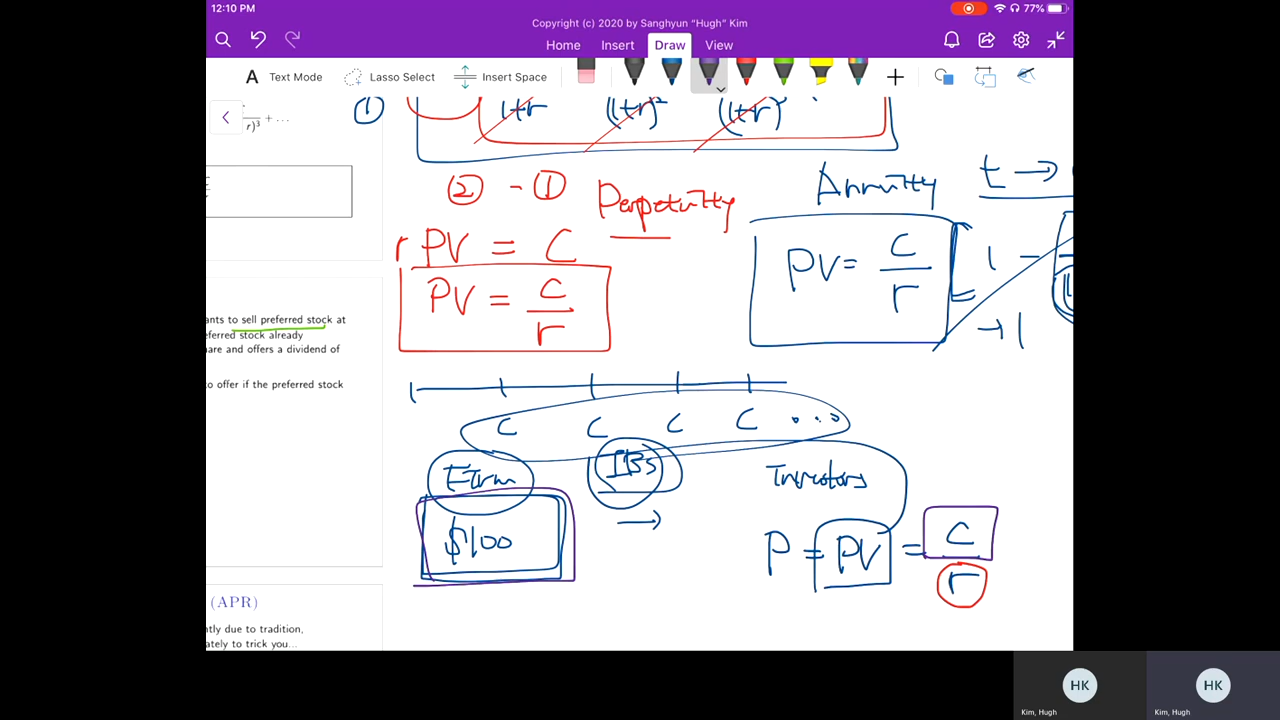 12:10 PM
77%
Copyright (c) 2020 by Sanghyun “Hugh” Kim
Home Insert Draw View
A Text Mode Lasso Select Insert Space
r)³ + ...
① 1+r (1+r)²
② - ① Perpetuity
Annuity t →
r PV = C
PV = C/r
PV = C/r
1 -
→ 1
ants to sell preferred stock at
eferred stock already
hare and offers a dividend of
to offer if the preferred stock
C C C C ...
Firm IBs Investors
$100
→
P = PV = C/r
(APR)
ntly due to tradition,
ately to trick you...
HK HK
Kim, Hugh Kim, Hugh